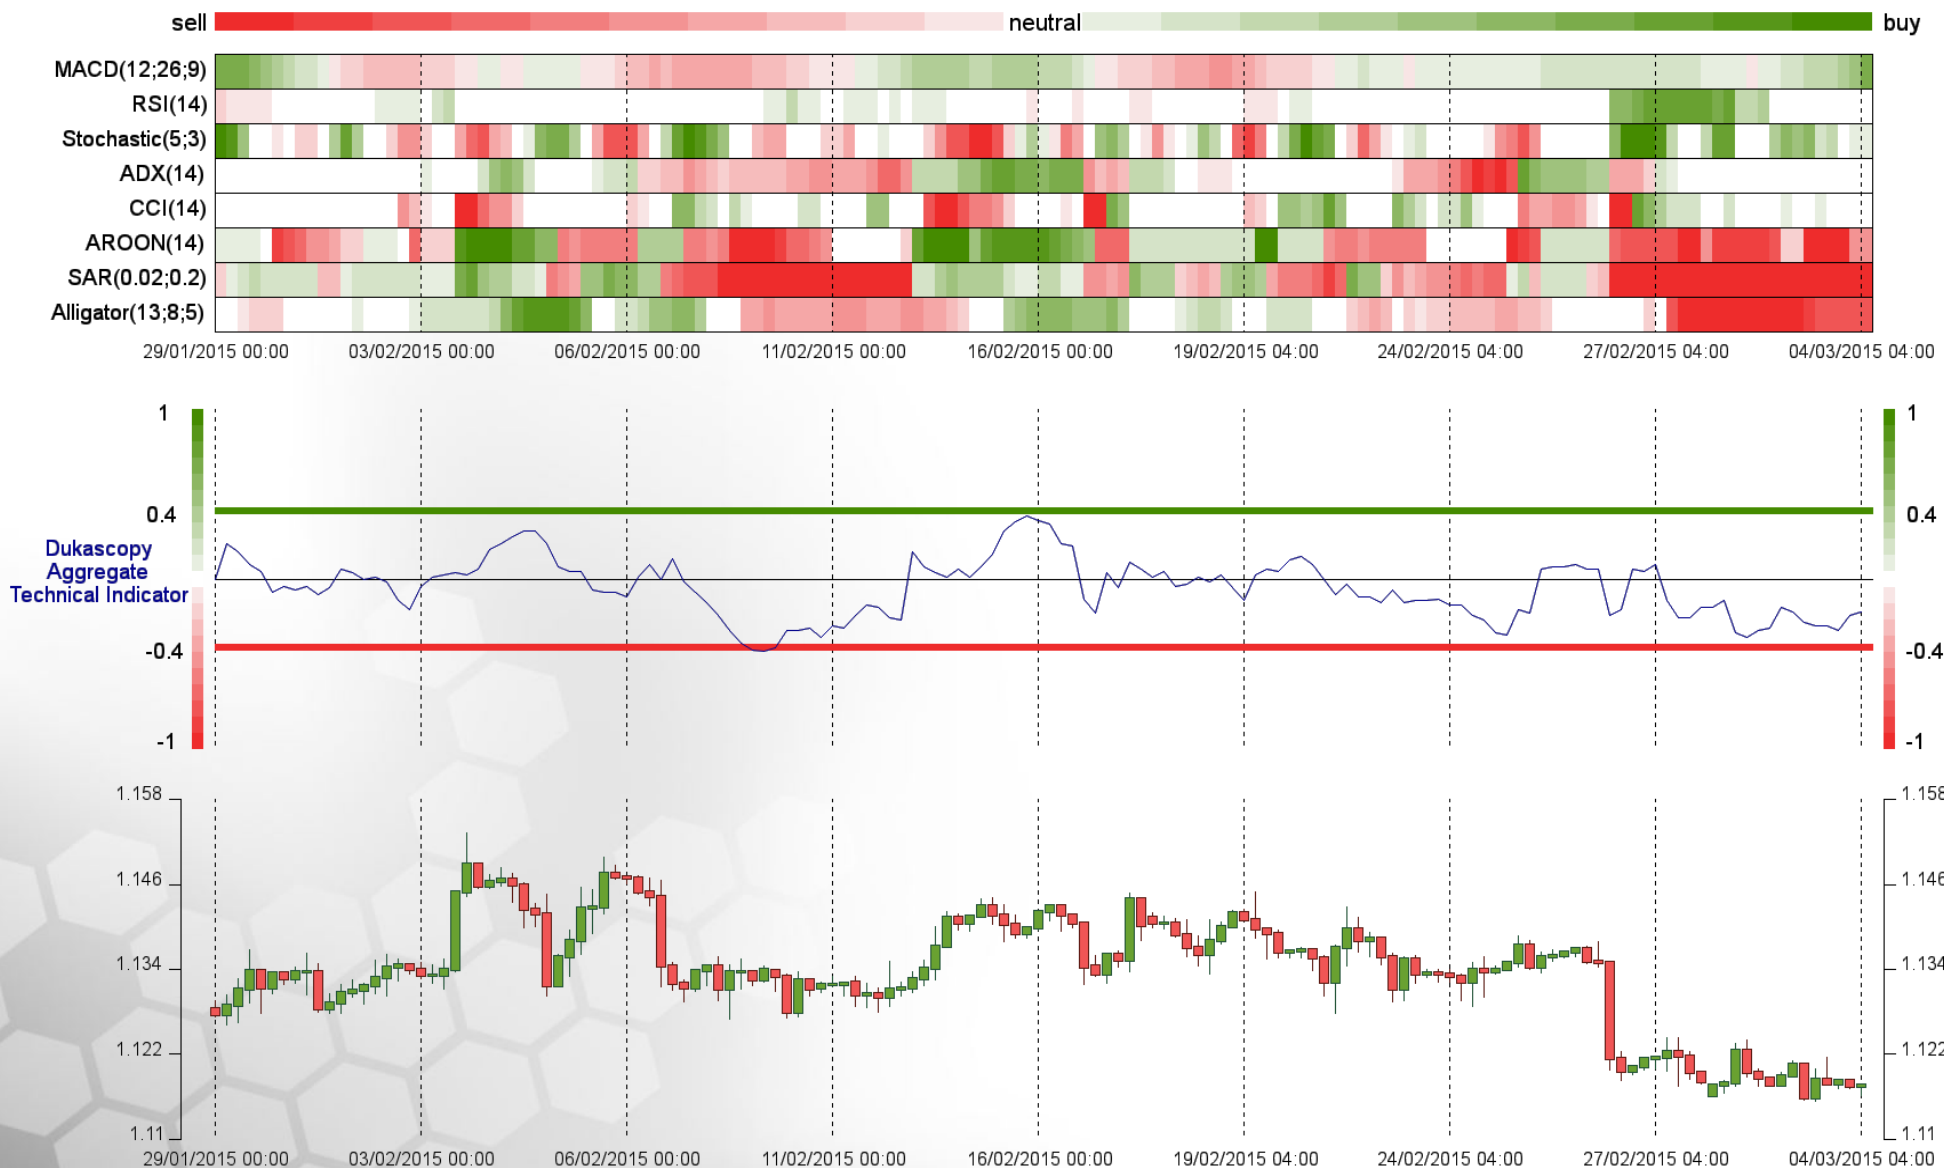 sell neutral buy
MACD(12;26;9)
RSI(14)
Stochastic(5;3)
ADX(14)
CCI(14)
AROON(14)
SAR(0.02;0.2)
Alligator(13;8;5)
29/01/2015 00:00 03/02/2015 00:00 06/02/2015 00:00 11/02/2015 00:00 16/02/2015 00:00 19/02/2015 04:00 24/02/2015 04:00 27/02/2015 04:00 04/03/2015 04:00
1 1
0.4 0.4
Dukascopy
Aggregate
Technical Indicator
-0.4 -0.4
-1 -1
1.158 1.158
1.146 1.146
1.134 1.134
1.122 1.122
1.11 1.11
29/01/2015 00:00 03/02/2015 00:00 06/02/2015 00:00 11/02/2015 00:00 16/02/2015 00:00 19/02/2015 04:00 24/02/2015 04:00 27/02/2015 04:00 04/03/2015 04:00